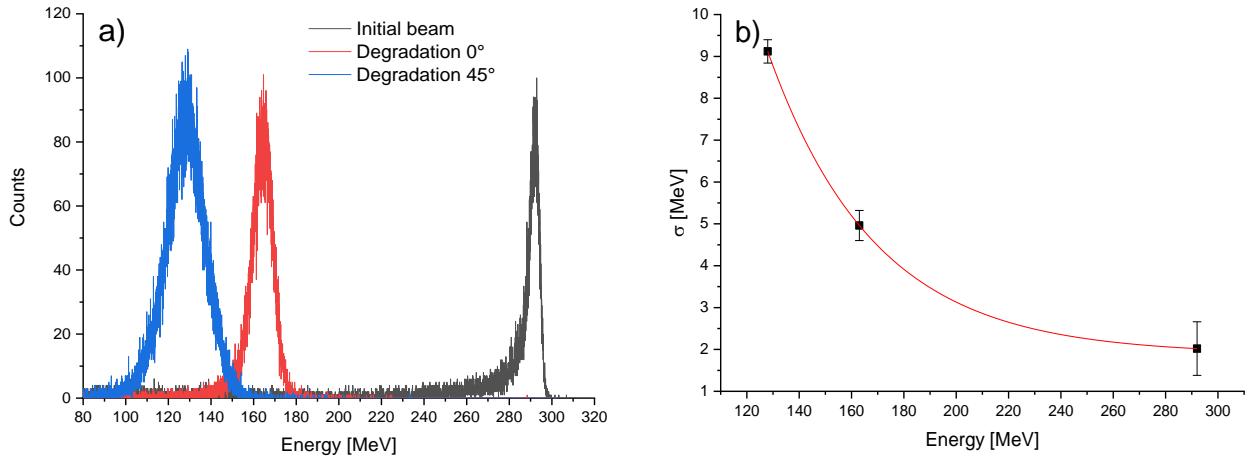 a)
Initial beam
Degradation 0°
Degradation 45°
120
100
80
60
40
20
0
Counts
80 100 120 140 160 180 200 220 240 260 280 300 320
Energy [MeV]
b)
10
9
8
7
6
5
4
3
2
1
σ [MeV]
120 140 160 180 200 220 240 260 280 300
Energy [MeV]